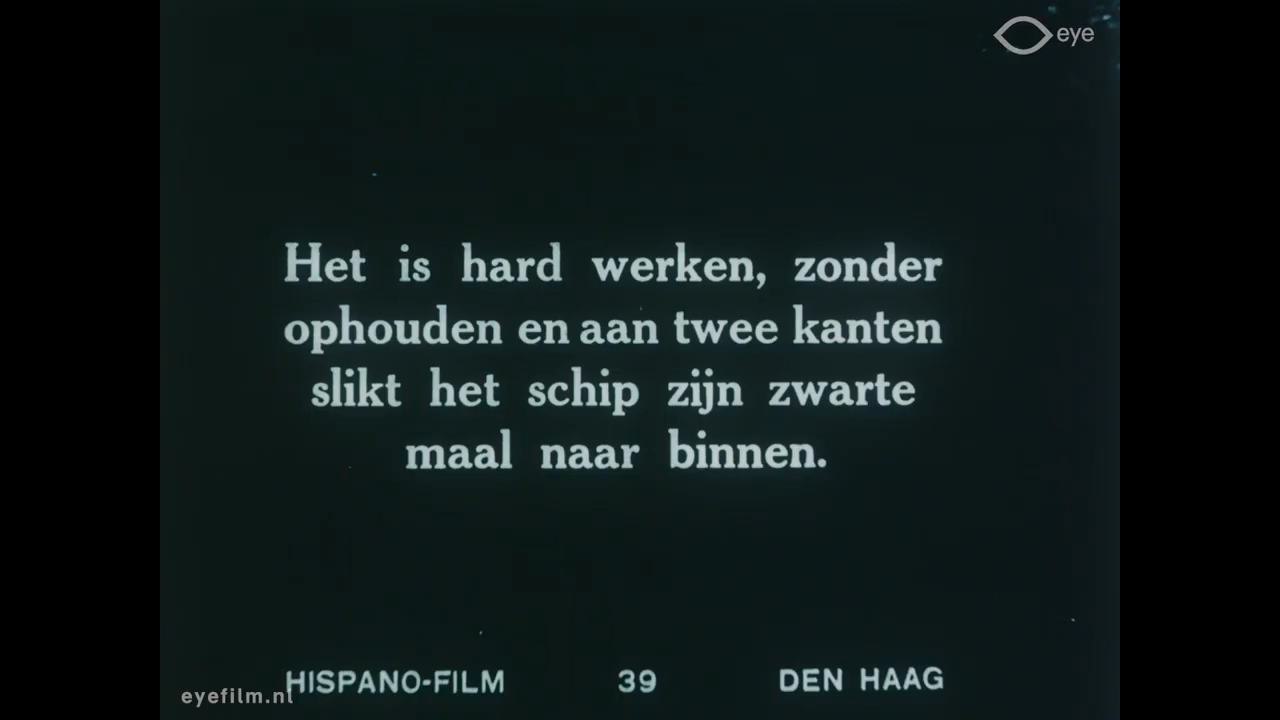 eye
Het is hard werken, zonder
ophouden en aan twee kanten
slikt het schip zijn zwarte
maal naar binnen.
HISPANO-FILM 39 DEN HAAG
eyefilm.nl